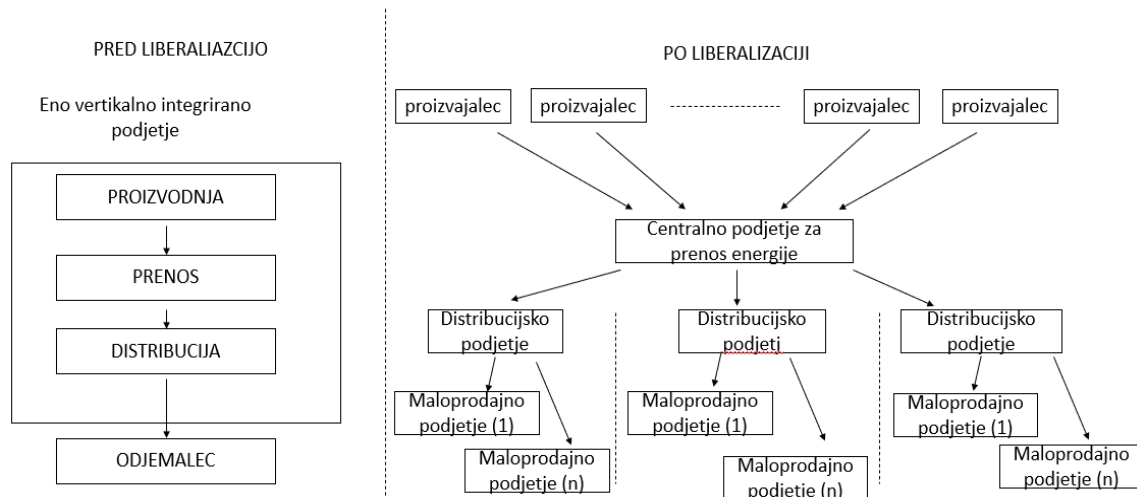 PRED LIBERALIAZCIJO
Eno vertikalno integrirano
podjetje
PROIZVODNJA
PRENOS
DISTRIBUCIJA
ODJEMALEC
PO LIBERALIZACIJI
proizvajalec
proizvajalec
proizvajalec
proizvajalec
Centralno podjetje za
prenos energije
Distribucijsko
podjetje
Distribucijsko
podjetj
Distribucijsko
podjetje
Maloprodajno
podjetje (1)
Maloprodajno
podjetje (n)
Maloprodajno
podjetje (1)
Maloprodajno
podjetje (n)
Maloprodajno
podjetje (1)
Maloprodajno
podjetje (n)